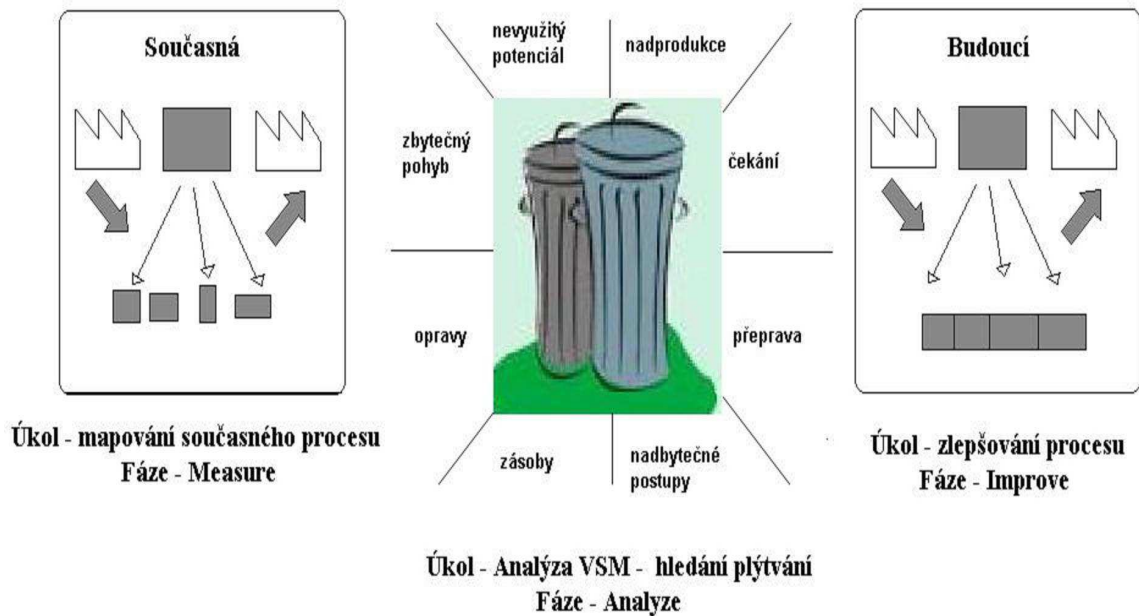 Současná
nevyužitý
potenciál
nadprodukce
Budoucí
zbytečný
pohyb
čekání
opravy
přeprava
zásoby
nadbytečné
postupy
Úkol - mapování současného procesu
Fáze - Measure
Úkol - zlepšování procesu
Fáze - Improve
Úkol - Analýza VSM - hledání plýtvání
Fáze - Analyze